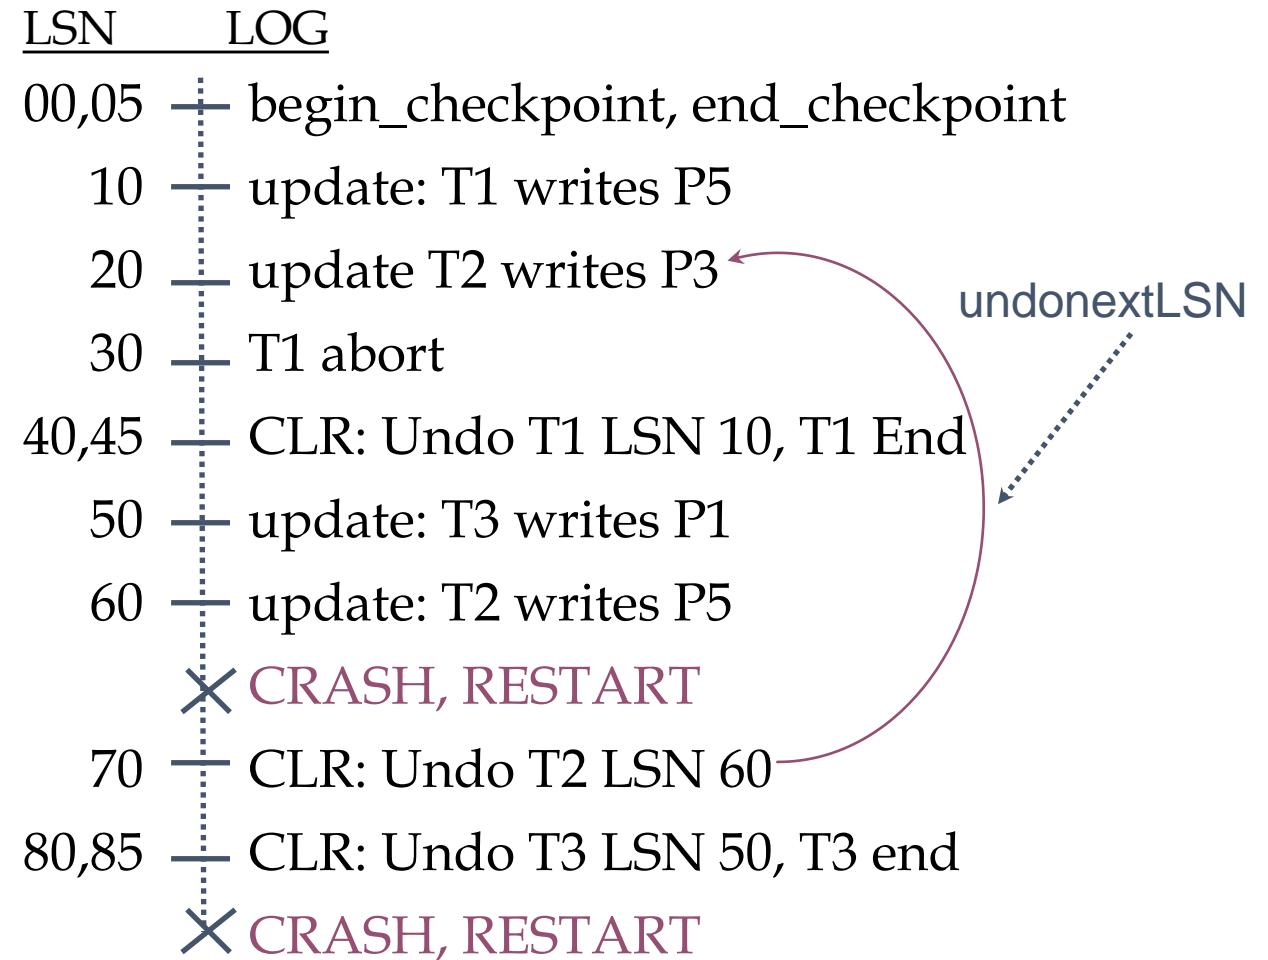 LSN LOG
00,05 begin_checkpoint, end_checkpoint
10 update: T1 writes P5
20 update T2 writes P3
undonextLSN
30 T1 abort
40,45 CLR: Undo T1 LSN 10, T1 End
50 update: T3 writes P1
60 update: T2 writes P5
CRASH, RESTART
70 CLR: Undo T2 LSN 60
80,85 CLR: Undo T3 LSN 50, T3 end
CRASH, RESTART